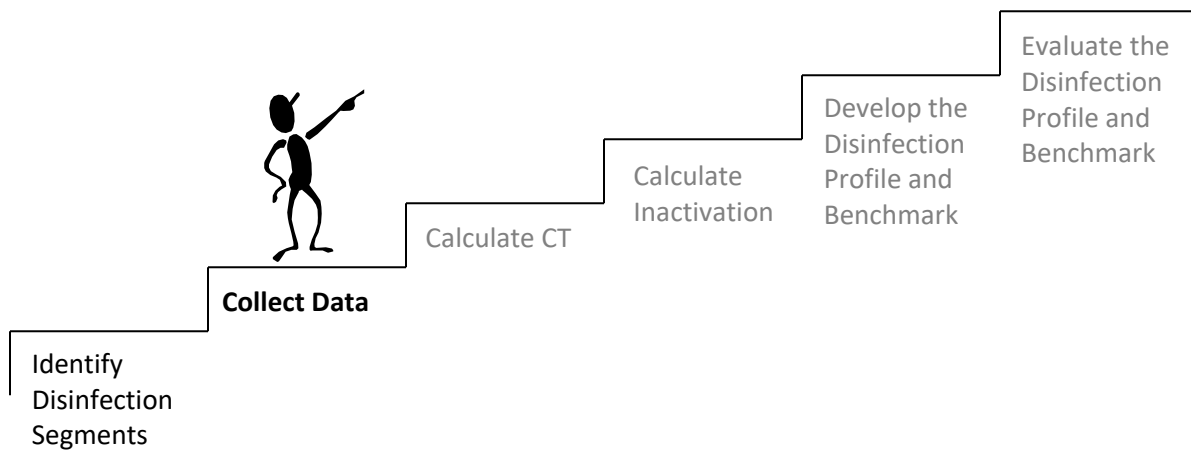 Identify
Disinfection
Segments
Collect Data
Calculate CT
Calculate
Inactivation
Develop the
Disinfection
Profile and
Benchmark
Evaluate the
Disinfection
Profile and
Benchmark